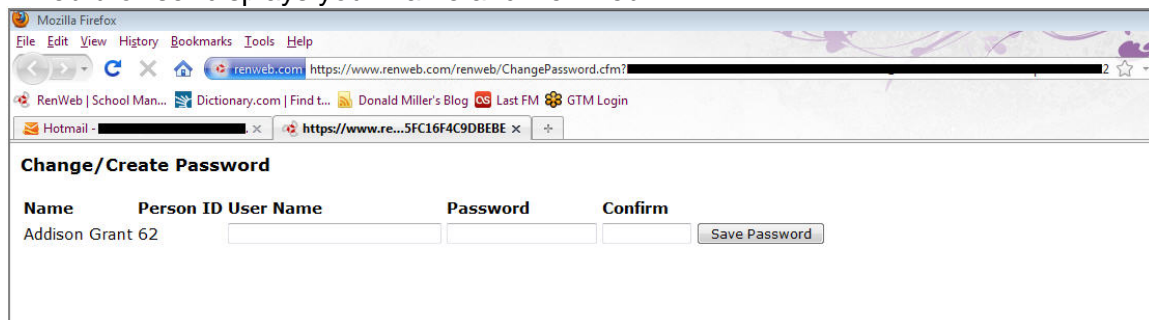 Mozilla Firefox
File Edit View History Bookmarks Tools Help
renweb.com https://www.renweb.com/renweb/ChangePassword.cfm? 2
RenWeb | School Man... Dictionary.com | Find t... Donald Miller's Blog Last FM GTM Login
Hotmail - https://www.re...5FC16F4C9DBEBE
Change/Create Password
Name Person ID User Name Password Confirm
Addison Grant 62 Save Password